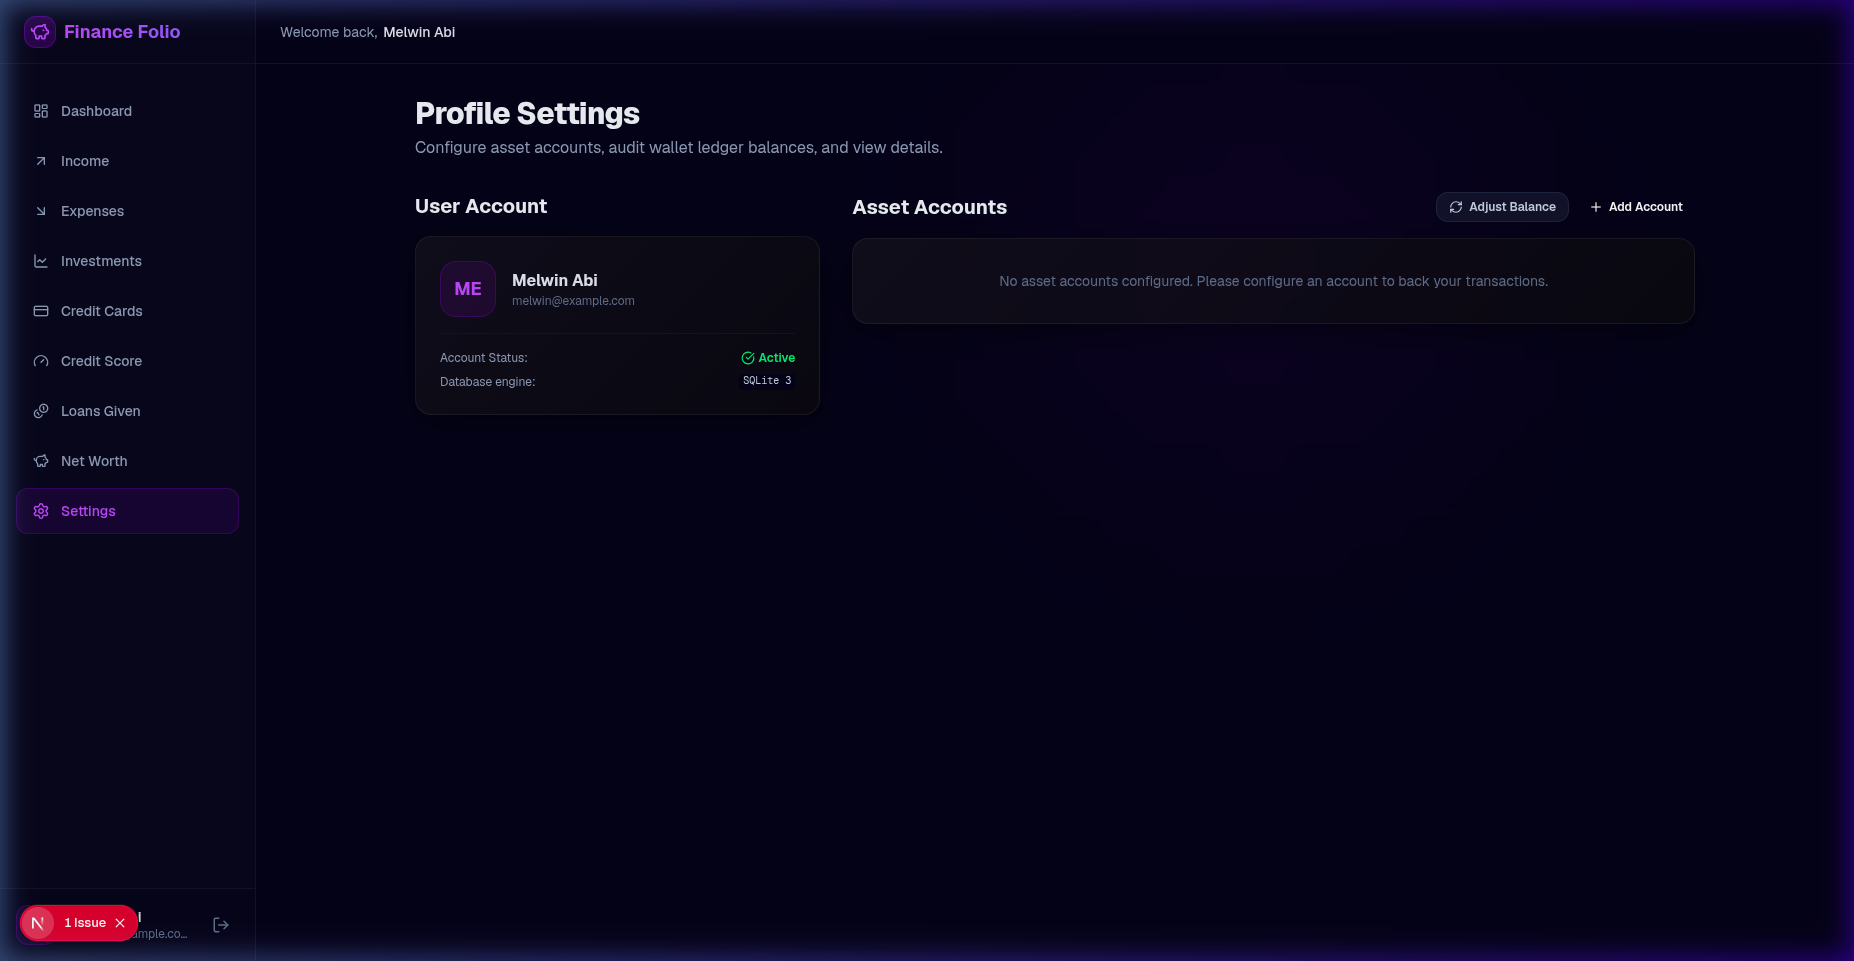 Finance Folio
Welcome back, Melwin Abi
Dashboard
Income
Expenses
Investments
Credit Cards
Credit Score
Loans Given
Net Worth
Settings
Profile Settings
Configure asset accounts, audit wallet ledger balances, and view details.
User Account
ME
Melwin Abi
melwin@example.com
Account Status: Active
Database engine: SQLite 3
Asset Accounts
Adjust Balance
Add Account
No asset accounts configured. Please configure an account to back your transactions.
N
1 Issue
ample.co...